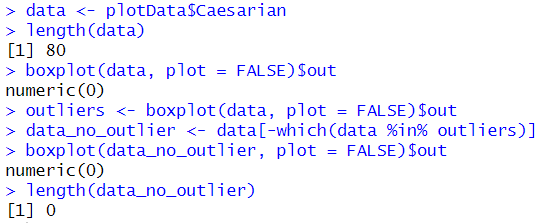 > data <- plotData$Caesarian
> length(data)
[1] 80
> boxplot(data, plot = FALSE)$out
numeric(0)
> outliers <- boxplot(data, plot = FALSE)$out
> data_no_outlier <- data[-which(data %in% outliers)]
> boxplot(data_no_outlier, plot = FALSE)$out
numeric(0)
> length(data_no_outlier)
[1] 0